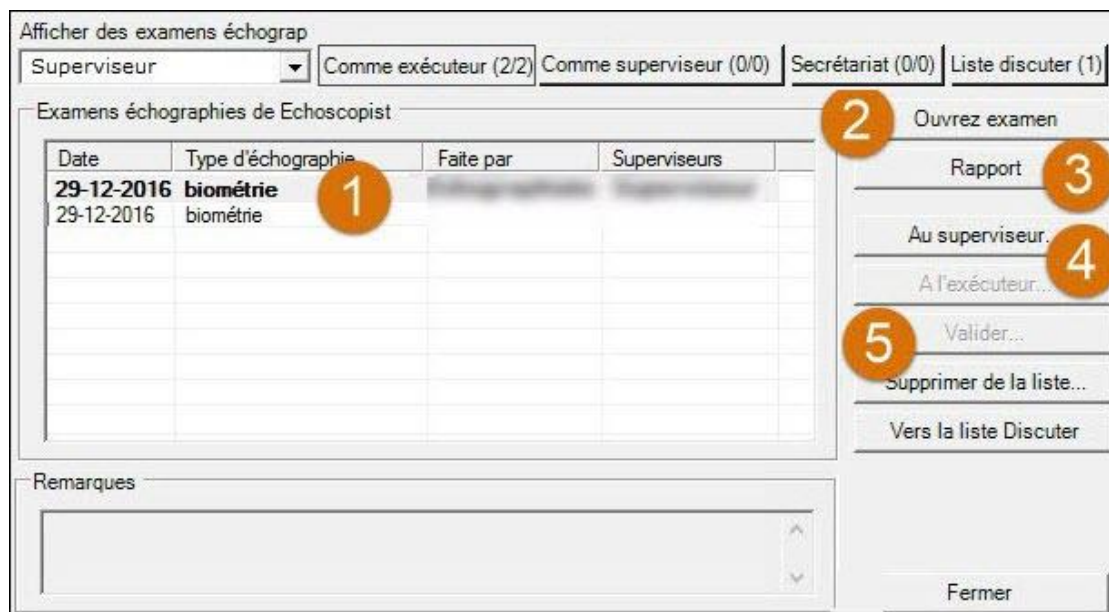 Afficher des examens échograp
Superviseur Comme exécuteur (2/2) Comme superviseur (0/0) Secrétariat (0/0) Liste discuter (1)
Examens échographies de Echoscopist
Date Type d'échographie Faite par Superviseurs
29-12-2016 biométrie 1
29-12-2016 biométrie
2 Ouvrez examen
Rapport 3
Au superviseur. 4
A l'exécuteur...
5 Valider...
Supprimer de la liste...
Vers la liste Discuter
Remarques
Fermer